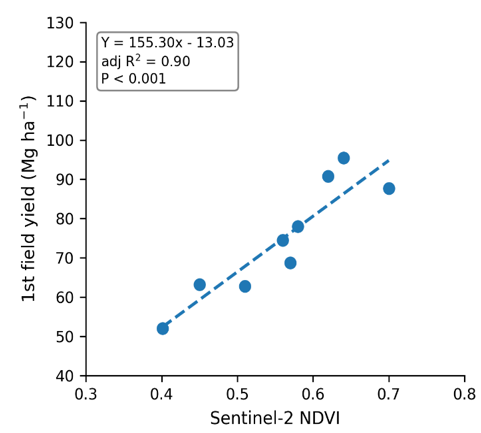 Y = 155.30x - 13.03
adj R² = 0.90
P < 0.001
130
120
110
100
90
80
70
60
50
40
1st field yield (Mg ha⁻¹)
0.3 0.4 0.5 0.6 0.7 0.8
Sentinel-2 NDVI